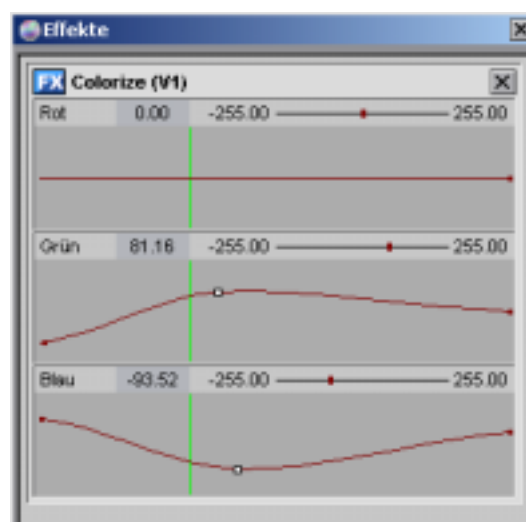 Effekte
FX Colorize (V1)
Rot 0.00 -255.00 255.00
Grün 81.16 -255.00 255.00
Blau -93.52 -255.00 255.00